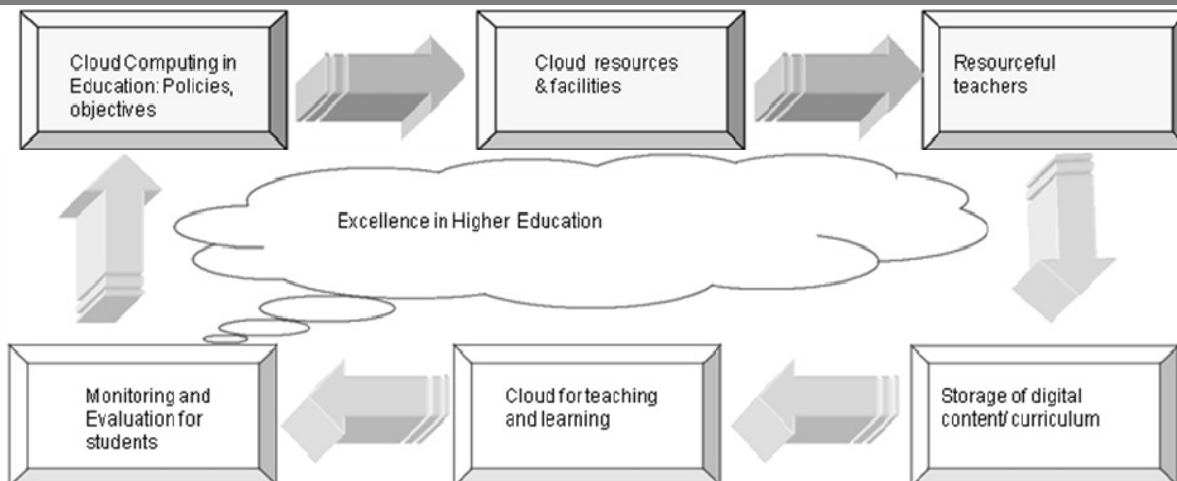 Cloud Computing in
Education: Policies,
objectives
Cloud resources
& facilities
Resourceful
teachers
Excellence in Higher Education
Monitoring and
Evaluation for
students
Cloud for teaching
and learning
Storage of digital
content/ curriculum